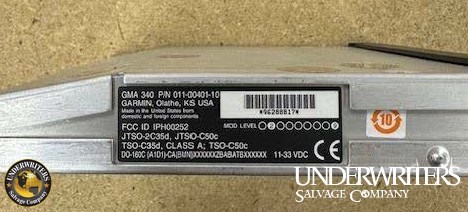 GMA 340 P/N 011-00401-10
GARMIN, Olathe, KS USA
Made in the United States from
domestic and foreign components
*96288817*
FCC ID IPH00252
MOD LEVEL
JTSO-2C35d, JTSO-C50c
TSO-C35d, CLASS A; TSO-C50c
DO-160C (A1D1)-CA(BMN)XXXXXXZBABATBXXXXXX 11-33 VDC
10
UNDERWRITERS
SALVAGE COMPANY
UNDERWRITERS
Salvage Company